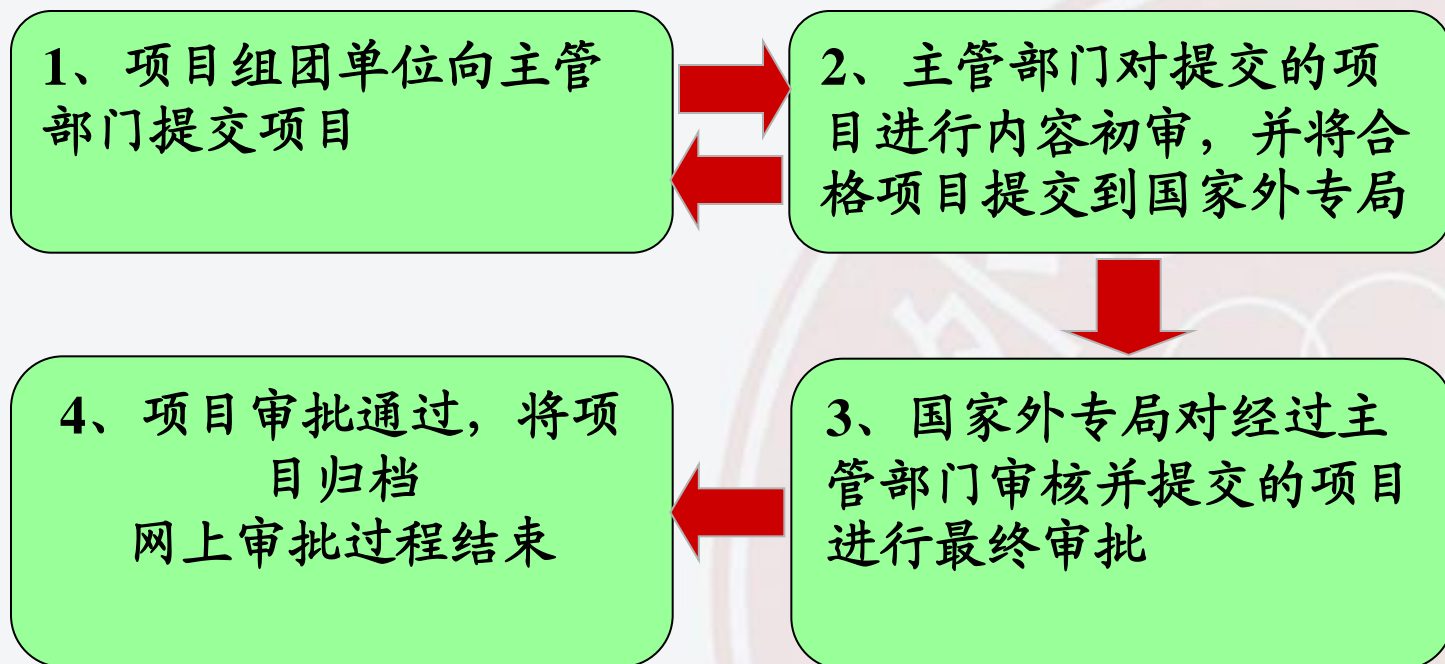 1、项目组团单位向主管
部门提交项目
2、主管部门对提交的项
目进行内容初审，并将合
格项目提交到国家外专局
3、国家外专局对经过主
管部门审核并提交的项目
进行最终审批
4、项目审批通过，将项
目归档
网上审批过程结束